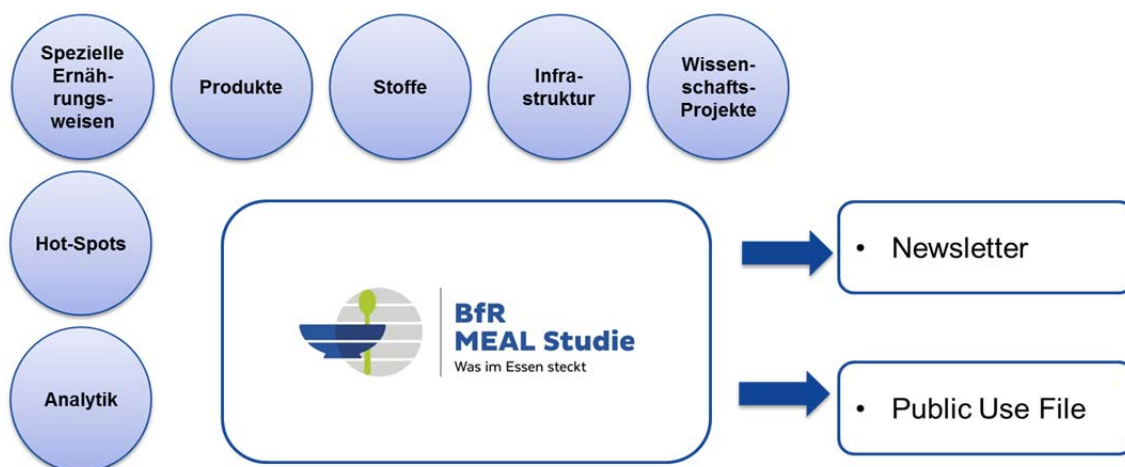 Spezielle
Ernäh-
rungs-
weisen
Produkte
Stoffe
Infra-
struktur
Wissen-
schafts-
Projekte
Hot-Spots
Analytik
BfR
MEAL Studie
Was im Essen steckt
• Newsletter
• Public Use File